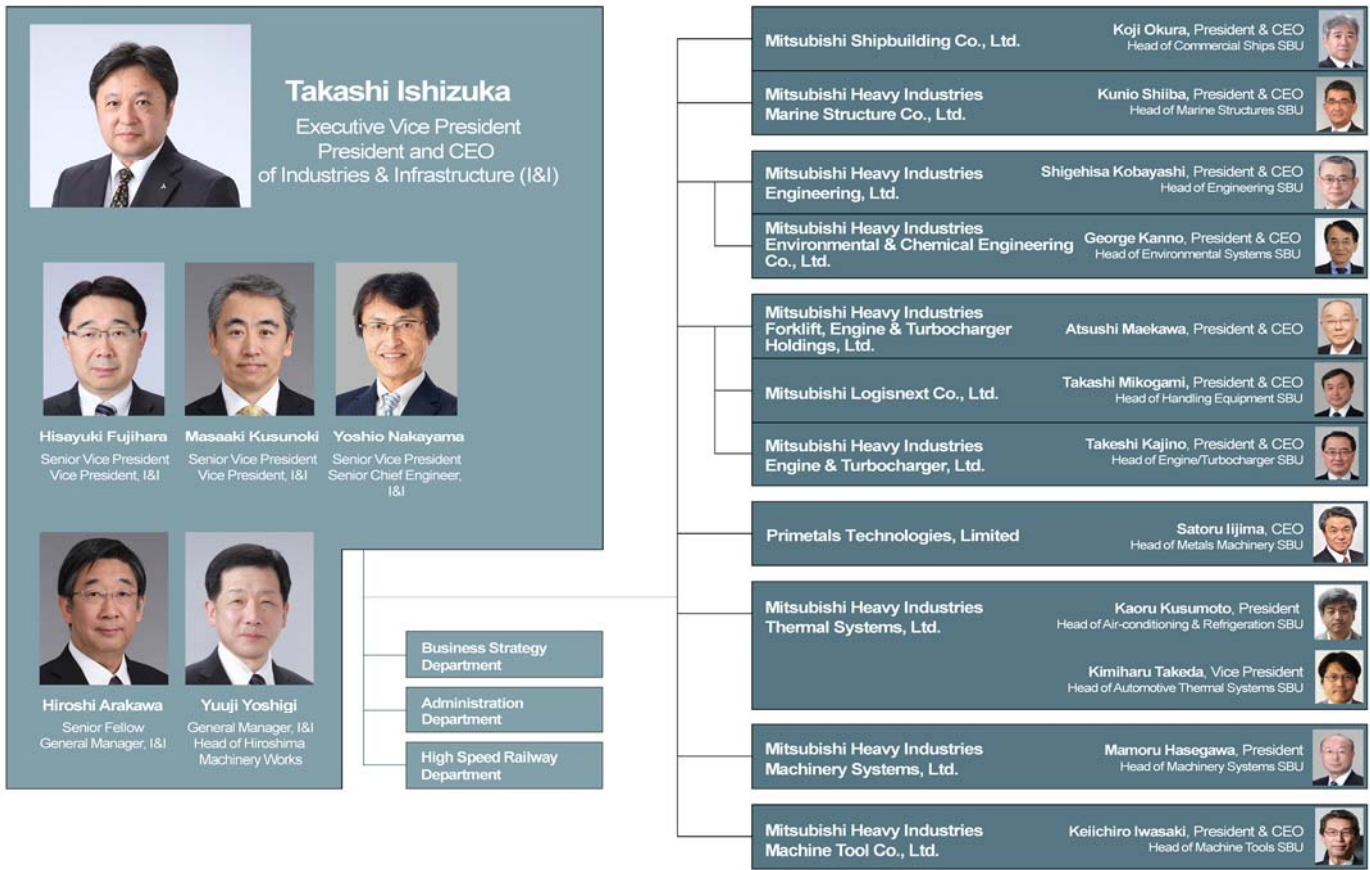 Takashi Ishizuka
Executive Vice President
President and CEO
of Industries & Infrastructure (I&I)
Hisayuki Fujihara
Senior Vice President
Vice President, I&I
Masaaki Kusunoki
Senior Vice President
Vice President, I&I
Yoshio Nakayama
Senior Vice President
Senior Chief Engineer,
I&I
Hiroshi Arakawa
Senior Fellow
General Manager, I&I
Yuuji Yoshigi
General Manager, I&I
Head of Hiroshima
Machinery Works
Business Strategy
Department
Administration
Department
High Speed Railway
Department
Mitsubishi Shipbuilding Co., Ltd.
Koji Okura, President & CEO
Head of Commercial Ships SBU
Mitsubishi Heavy Industries
Marine Structure Co., Ltd.
Kunio Shiiba, President & CEO
Head of Marine Structures SBU
Mitsubishi Heavy Industries
Engineering, Ltd.
Shigehisa Kobayashi, President & CEO
Head of Engineering SBU
Mitsubishi Heavy Industries
Environmental & Chemical Engineering
Co., Ltd.
George Kanno, President & CEO
Head of Environmental Systems SBU
Mitsubishi Heavy Industries
Forklift, Engine & Turbocharger
Holdings, Ltd.
Atsushi Maekawa, President & CEO
Mitsubishi Logisnext Co., Ltd.
Takashi Mikogami, President & CEO
Head of Handling Equipment SBU
Mitsubishi Heavy Industries
Engine & Turbocharger, Ltd.
Takeshi Kajino, President & CEO
Head of Engine/Turbocharger SBU
Primetals Technologies, Limited
Satoru Iijima, CEO
Head of Metals Machinery SBU
Mitsubishi Heavy Industries
Thermal Systems, Ltd.
Kaoru Kusumoto, President
Head of Air-conditioning & Refrigeration SBU
Kimiharu Takeda, Vice President
Head of Automotive Thermal Systems SBU
Mitsubishi Heavy Industries
Machinery Systems, Ltd.
Mamoru Hasegawa, President
Head of Machinery Systems SBU
Mitsubishi Heavy Industries
Machine Tool Co., Ltd.
Keiichiro Iwasaki, President & CEO
Head of Machine Tools SBU